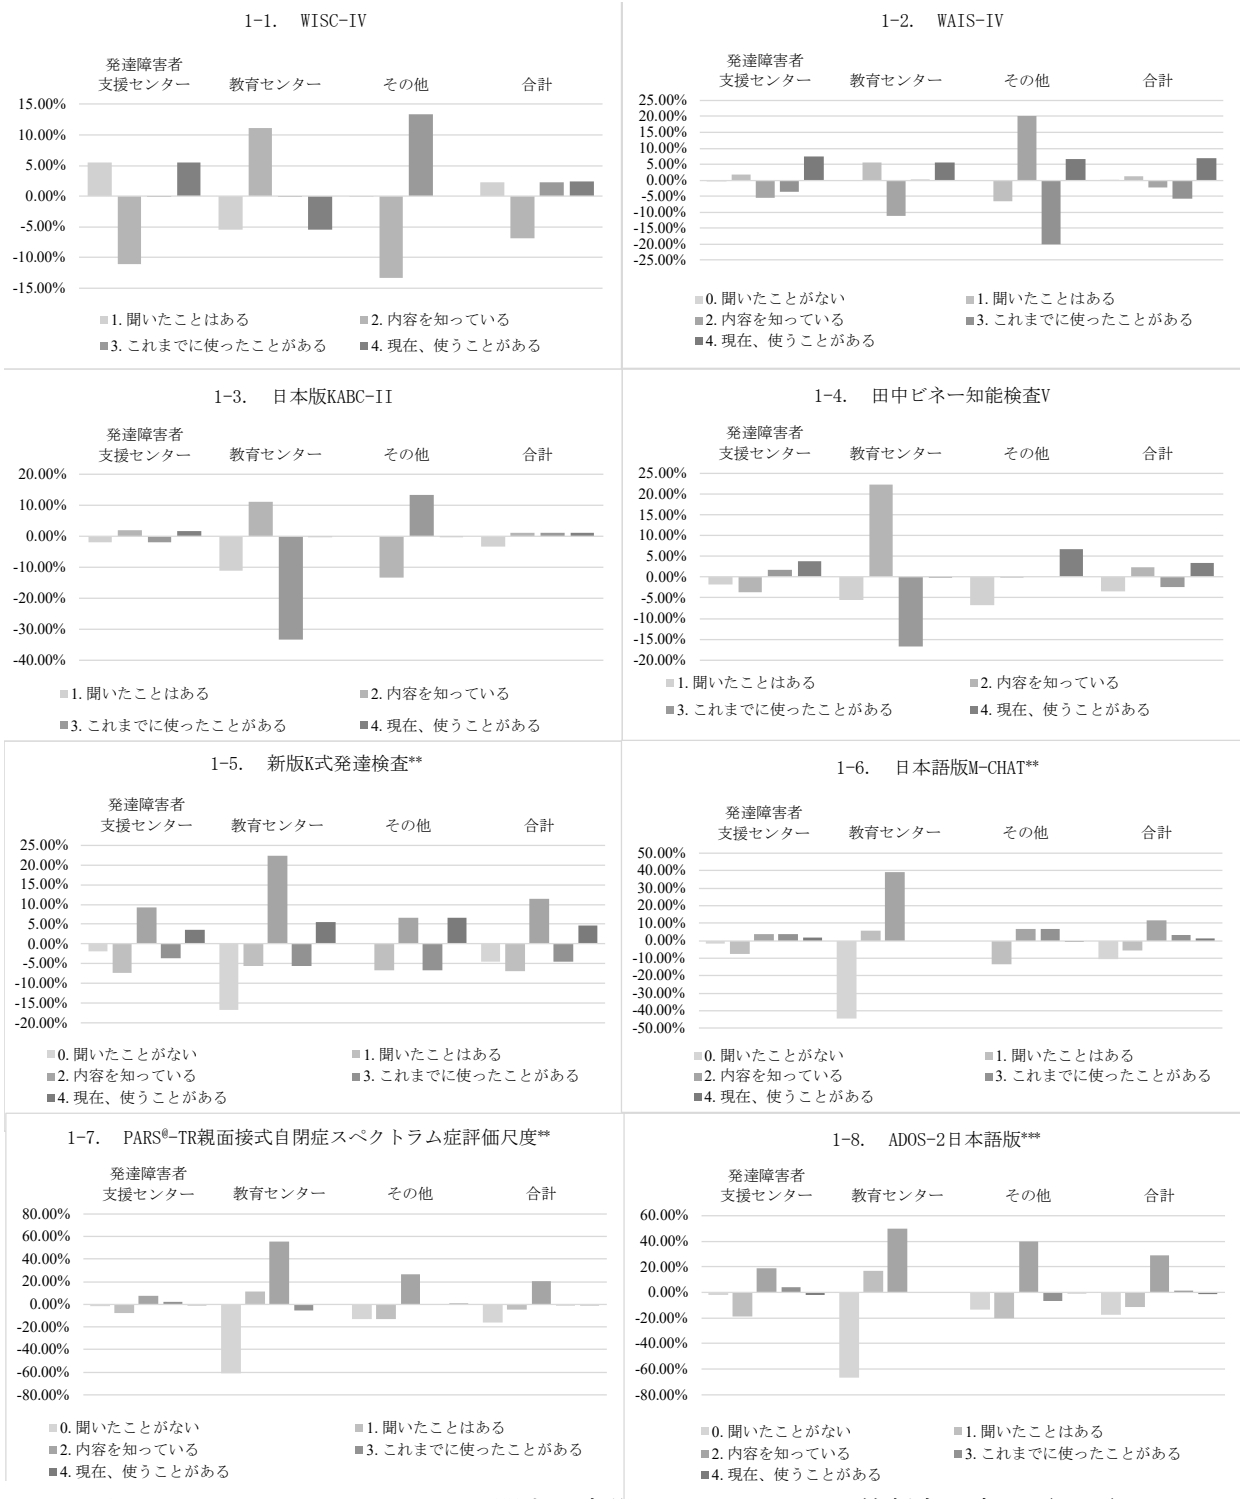 1-1. WISC-IV
発達障害者
支援センター 教育センター その他 合計
15.00%
10.00%
5.00%
0.00%
-5.00%
-10.00%
-15.00%
1. 聞いたことはある 2. 内容を知っている
3. これまでに使ったことがある 4. 現在、使うことがある
1-2. WAIS-IV
発達障害者
支援センター 教育センター その他 合計
25.00%
20.00%
15.00%
10.00%
5.00%
0.00%
-5.00%
-10.00%
-15.00%
-20.00%
-25.00%
0. 聞いたことがない 1. 聞いたことはある
2. 内容を知っている 3. これまでに使ったことがある
4. 現在、使うことがある
1-3. 日本版KABC-II
発達障害者
支援センター 教育センター その他 合計
20.00%
10.00%
0.00%
-10.00%
-20.00%
-30.00%
-40.00%
1. 聞いたことはある 2. 内容を知っている
3. これまでに使ったことがある 4. 現在、使うことがある
1-4. 田中ビネー知能検査V
発達障害者
支援センター 教育センター その他 合計
25.00%
20.00%
15.00%
10.00%
5.00%
0.00%
-5.00%
-10.00%
-15.00%
-20.00%
1. 聞いたことはある 2. 内容を知っている
3. これまでに使ったことがある 4. 現在、使うことがある
1-5. 新版K式発達検査**
発達障害者
支援センター 教育センター その他 合計
25.00%
20.00%
15.00%
10.00%
5.00%
0.00%
-5.00%
-10.00%
-15.00%
-20.00%
0. 聞いたことがない 1. 聞いたことはある
2. 内容を知っている 3. これまでに使ったことがある
4. 現在、使うことがある
1-6. 日本語版M-CHAT**
発達障害者
支援センター 教育センター その他 合計
50.00%
40.00%
30.00%
20.00%
10.00%
0.00%
-10.00%
-20.00%
-30.00%
-40.00%
-50.00%
0. 聞いたことがない 1. 聞いたことはある
2. 内容を知っている 3. これまでに使ったことがある
4. 現在、使うことがある
1-7. PARS®-TR親面接式自閉症スペクトラム症評価尺度**
発達障害者
支援センター 教育センター その他 合計
80.00%
60.00%
40.00%
20.00%
0.00%
-20.00%
-40.00%
-60.00%
-80.00%
0. 聞いたことがない 1. 聞いたことはある
2. 内容を知っている 3. これまでに使ったことがある
4. 現在、使うことがある
1-8. ADOS-2日本語版***
発達障害者
支援センター 教育センター その他 合計
60.00%
40.00%
20.00%
0.00%
-20.00%
-40.00%
-60.00%
-80.00%
0. 聞いたことがない 1. 聞いたことはある
2. 内容を知っている 3. これまでに使ったことがある
4. 現在、使うことがある